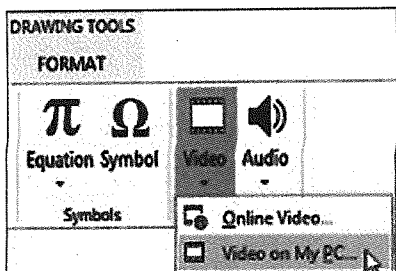 DRAWING TOOLS
FORMAT
π Ω
Equation Symbol Video Audio
Symbols
Online Video...
Video on My PC...